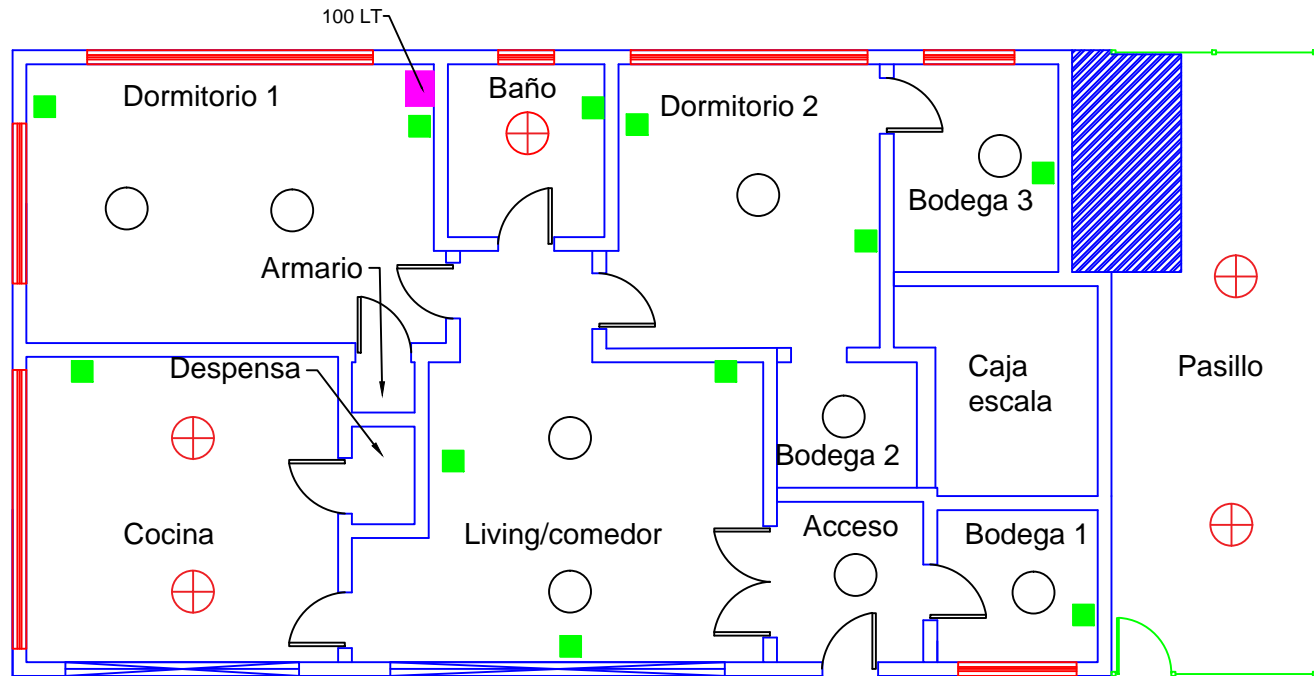 100 LT
Baño
Dormitorio 1
Dormitorio 2
Bodega 3
Armario
Despensa
Caja
escala
Pasillo
Bodega 2
Cocina
Living/comedor
Acceso
Bodega 1